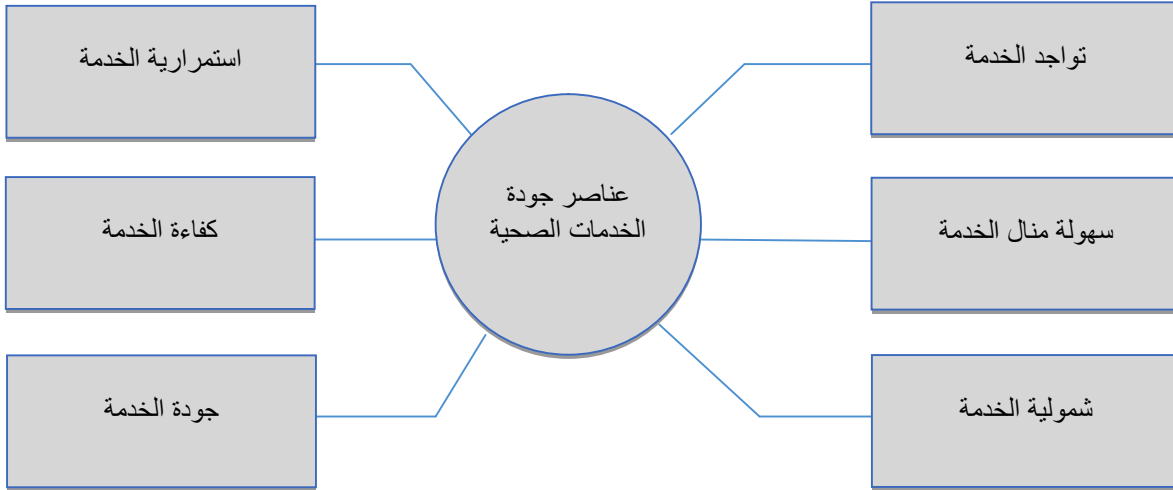 تواجد الخدمة
استمرارية الخدمة
عناصر جودة
الخدمات الصحية
سهولة منال الخدمة
كفاءة الخدمة
شمولية الخدمة
جودة الخدمة